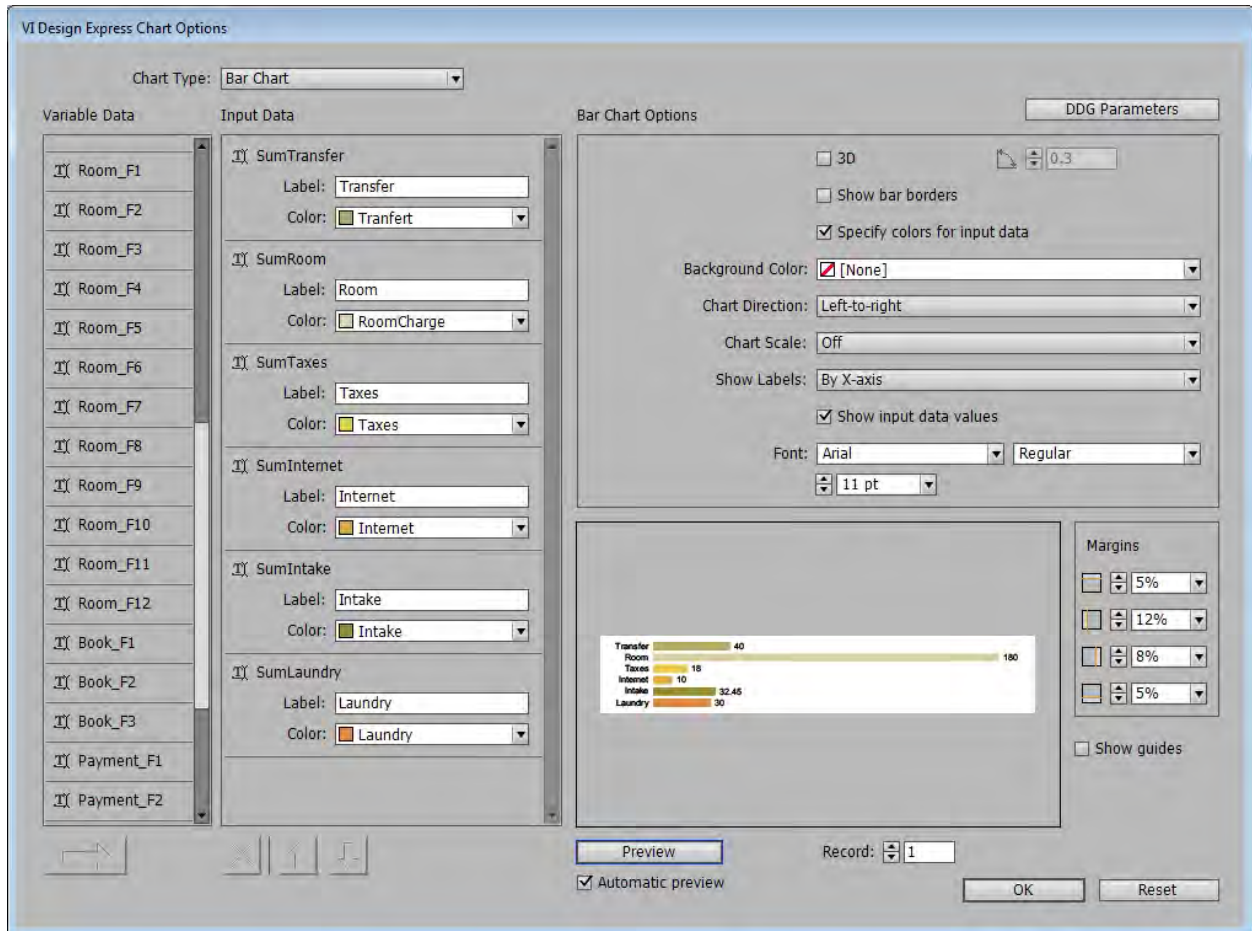 VI Design Express Chart Options
Chart Type: Bar Chart
Variable Data
Room_F1
Room_F2
Room_F3
Room_F4
Room_F5
Room_F6
Room_F7
Room_F8
Room_F9
Room_F10
Room_F11
Room_F12
Book_F1
Book_F2
Book_F3
Payment_F1
Payment_F2
Input Data
SumTransfer
Label: Transfer
Color: Tranfert
SumRoom
Label: Room
Color: RoomCharge
SumTaxes
Label: Taxes
Color: Taxes
SumInternet
Label: Internet
Color: Internet
SumIntake
Label: Intake
Color: Intake
SumLaundry
Label: Laundry
Color: Laundry
Bar Chart Options
DDG Parameters
3D 0.3
Show bar borders
Specify colors for input data
Background Color: [None]
Chart Direction: Left-to-right
Chart Scale: Off
Show Labels: By X-axis
Show input data values
Font: Arial Regular
11 pt
Transfer 40
Room 180
Taxes 18
Internet 10
Intake 32.45
Laundry 30
Margins
5%
12%
8%
5%
Show guides
Preview Record: 1
Automatic preview
OK Reset